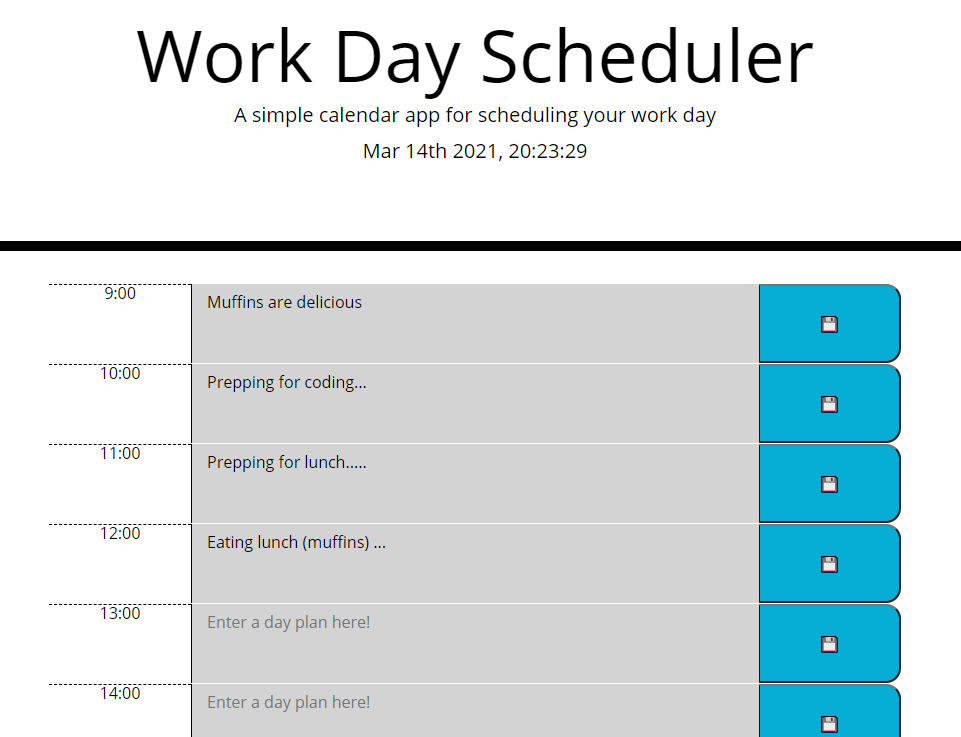 Work Day Scheduler
A simple calendar app for scheduling your work day
Mar 14th 2021, 20:23:29
9:00
Muffins are delicious
10:00
Prepping for coding...
11:00
Prepping for lunch.....
12:00
Eating lunch (muffins) ...
13:00
Enter a day plan here!
14:00
Enter a day plan here!